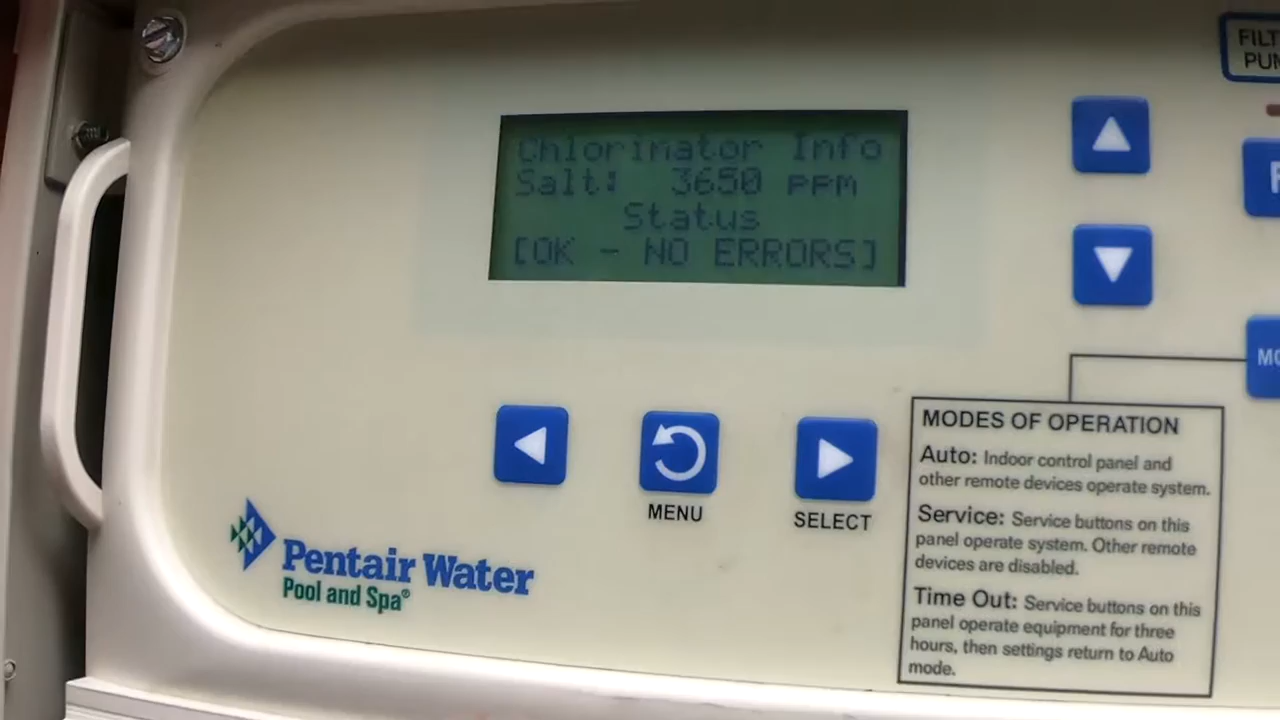 Chlorinator Info
Salt: 3650 ppm
Status
[OK - NO ERRORS]
MENU
SELECT
Pentair Water
Pool and Spa®
MODES OF OPERATION
Auto: Indoor control panel and
other remote devices operate system.
Service: Service buttons on this
panel operate system. Other remote
devices are disabled.
Time Out: Service buttons on this
panel operate equipment for three
hours, then settings return to Auto
mode.